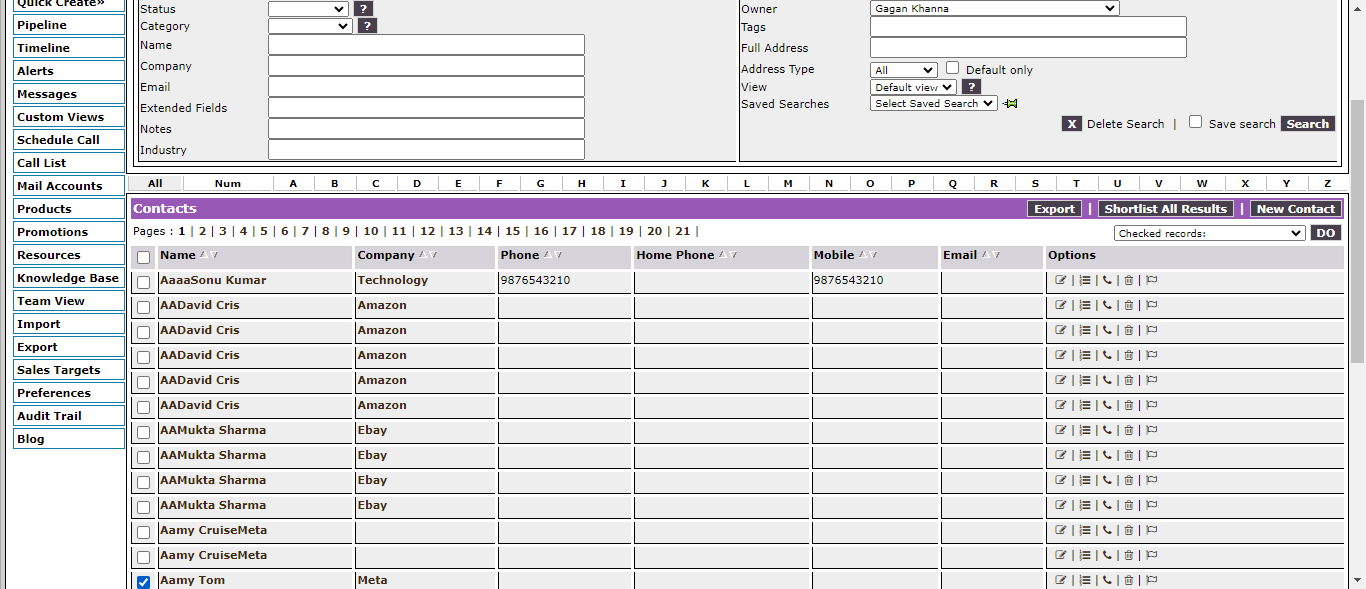 Quick Create»
Pipeline
Timeline
Alerts
Messages
Custom Views
Schedule Call
Call List
Mail Accounts
Products
Promotions
Resources
Knowledge Base
Team View
Import
Export
Sales Targets
Preferences
Audit Trail
Blog
Status ?
Category ?
Name
Company
Email
Extended Fields
Notes
Industry
Owner Gagan Khanna
Tags
Full Address
Address Type All Default only
View Default view ?
Saved Searches Select Saved Search
X Delete Search | Save search Search
All Num A B C D E F G H I J K L M N O P Q R S T U V W X Y Z
Contacts Export | Shortlist All Results | New Contact
Pages : 1 | 2 | 3 | 4 | 5 | 6 | 7 | 8 | 9 | 10 | 11 | 12 | 13 | 14 | 15 | 16 | 17 | 18 | 19 | 20 | 21 |
Checked records: DO
Name Company Phone Home Phone Mobile Email Options
AaaaSonu Kumar Technology 9876543210 9876543210 | | | |
AADavid Cris Amazon | | | |
AADavid Cris Amazon | | | |
AADavid Cris Amazon | | | |
AADavid Cris Amazon | | | |
AADavid Cris Amazon | | | |
AAMukta Sharma Ebay | | | |
AAMukta Sharma Ebay | | | |
AAMukta Sharma Ebay | | | |
AAMukta Sharma Ebay | | | |
Aamy CruiseMeta | | | |
Aamy CruiseMeta | | | |
Aamy Tom Meta | | | |